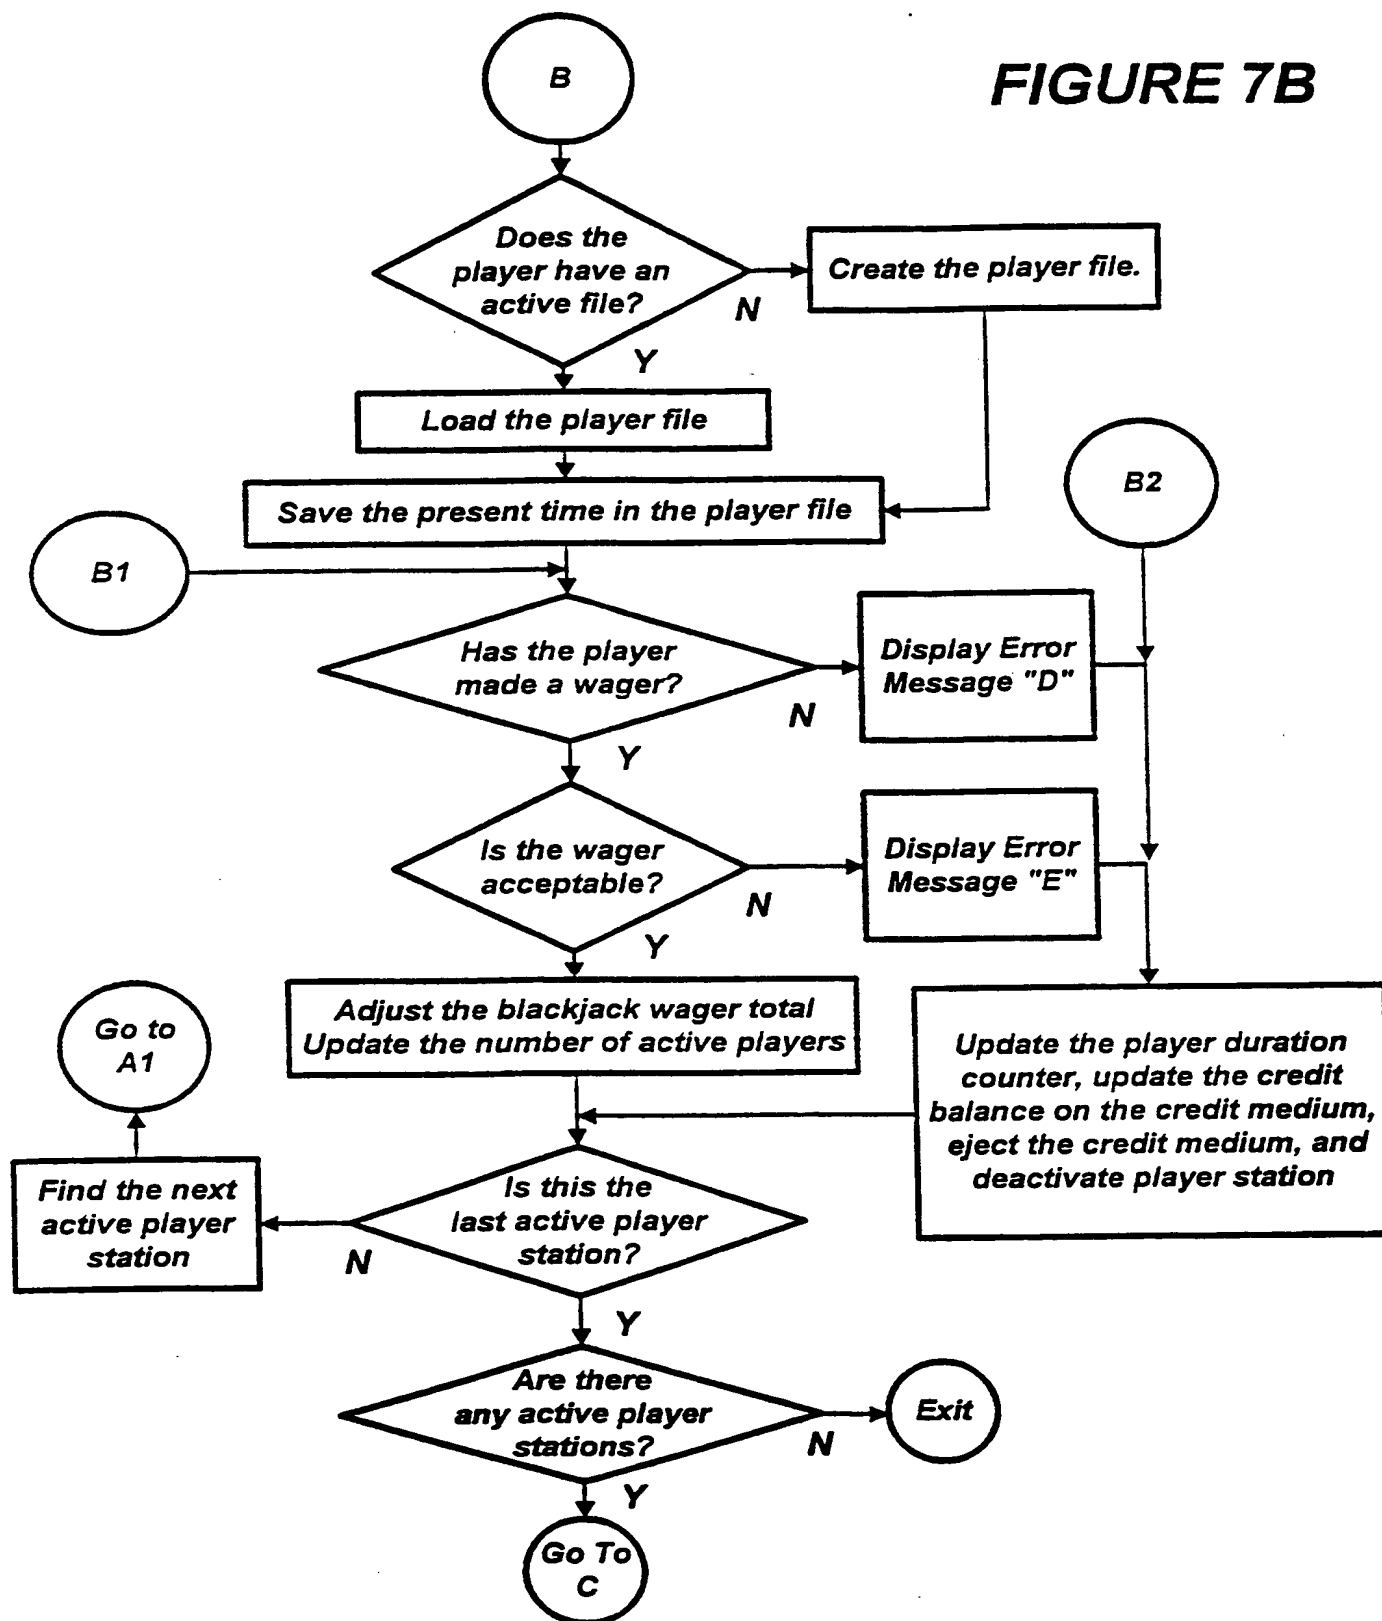 B
FIGURE 7B
Does the
player have an
active file?
N
Create the player file.
Y
Load the player file
B2
Save the present time in the player file
B1
Has the player
made a wager?
N
Display Error
Message "D"
Y
Is the wager
acceptable?
N
Display Error
Message "E"
Y
Go to
A1
Adjust the blackjack wager total
Update the number of active players
Update the player duration
counter, update the credit
balance on the credit medium,
eject the credit medium, and
deactivate player station
Find the next
active player
station
Is this the
last active player
station?
N
Y
Are there
any active player
stations?
N
Exit
Y
Go To
C